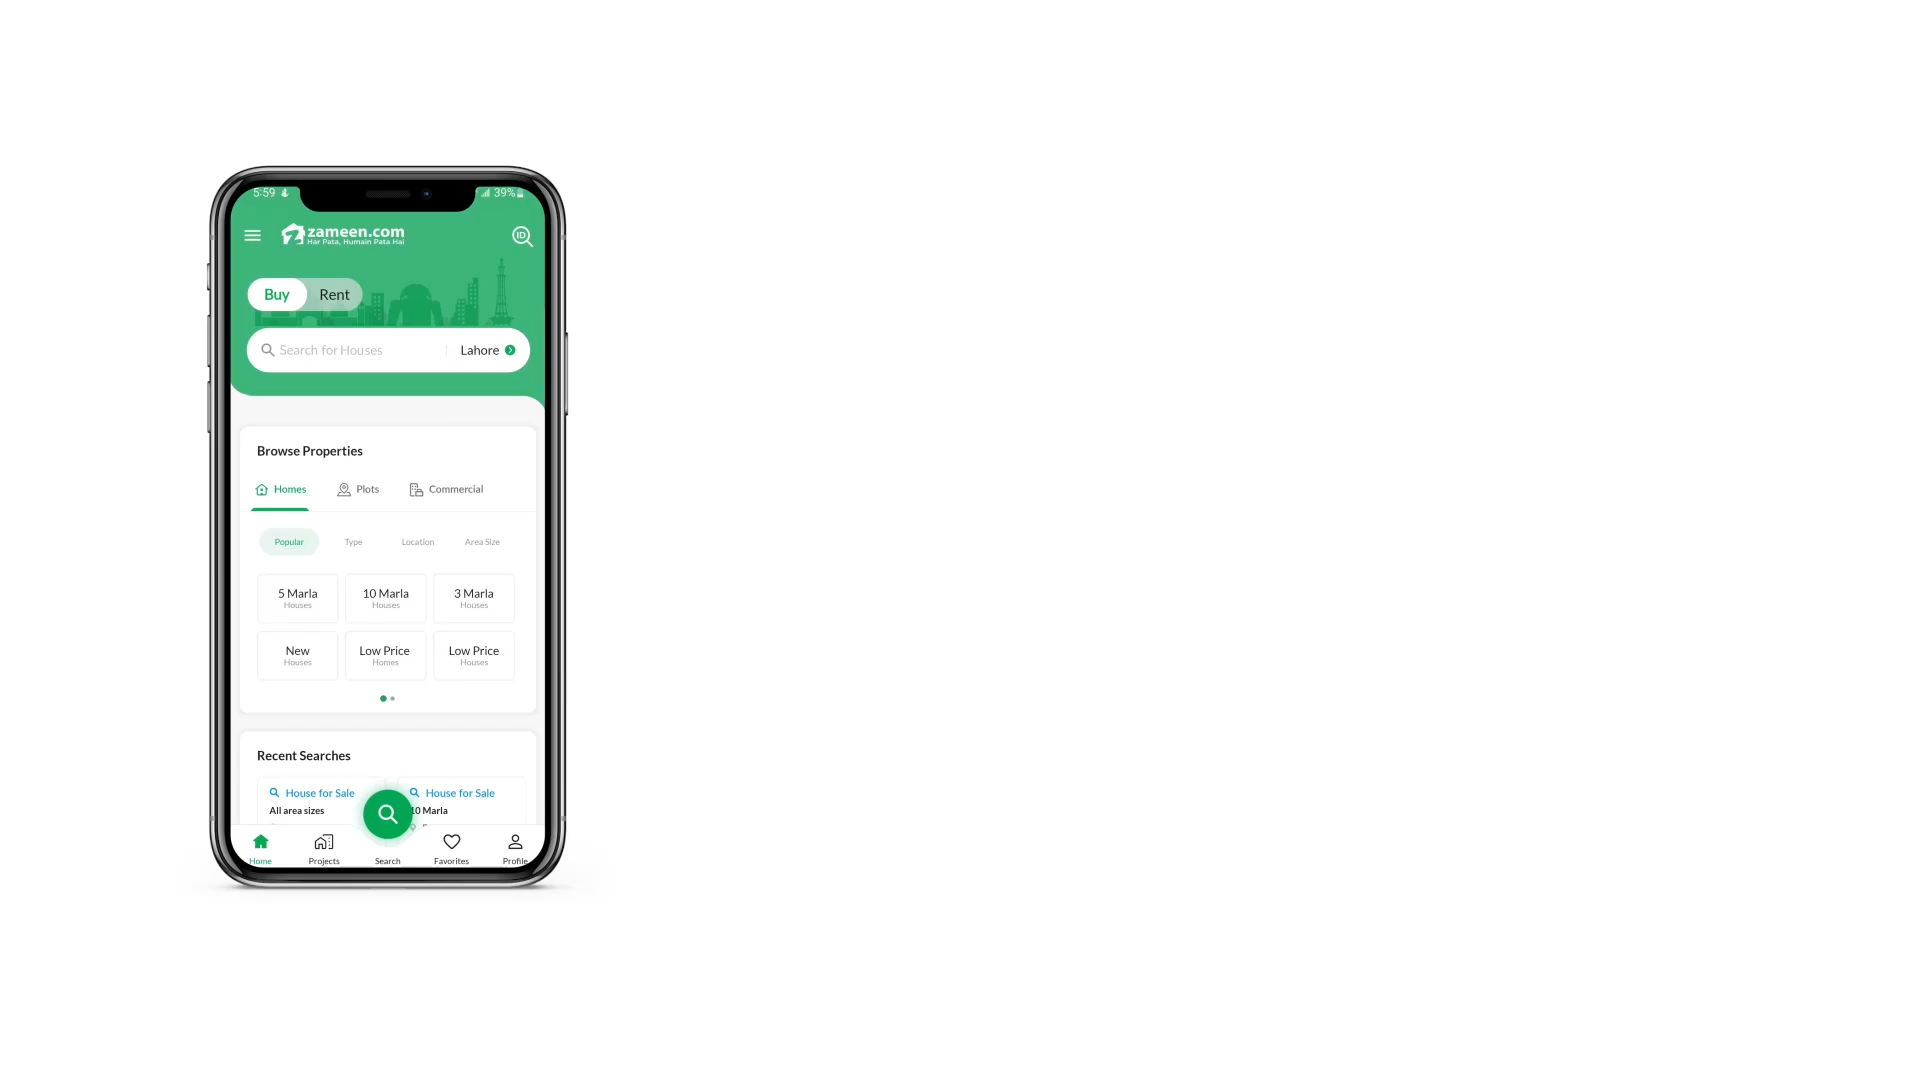 5:59
39%
zameen.com
Har Pata, Humain Pata Hai
ID
Buy Rent
Search for Houses Lahore
Browse Properties
Homes Plots Commercial
Popular Type Location Area Size
5 Marla 10 Marla 3 Marla
Houses Houses Houses
New Low Price Low Price
Houses Homes Houses
Recent Searches
House for Sale House for Sale
All area sizes 10 Marla
Home Projects Search Favorites Profile